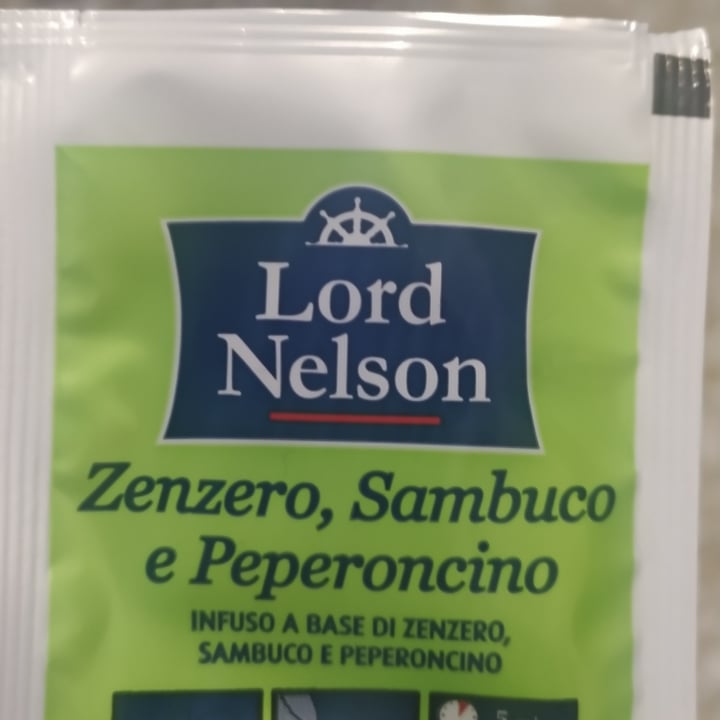 Lord
Nelson
Zenzero, Sambuco
e Peperoncino
INFUSO A BASE DI ZENZERO,
SAMBUCO E PEPERONCINO